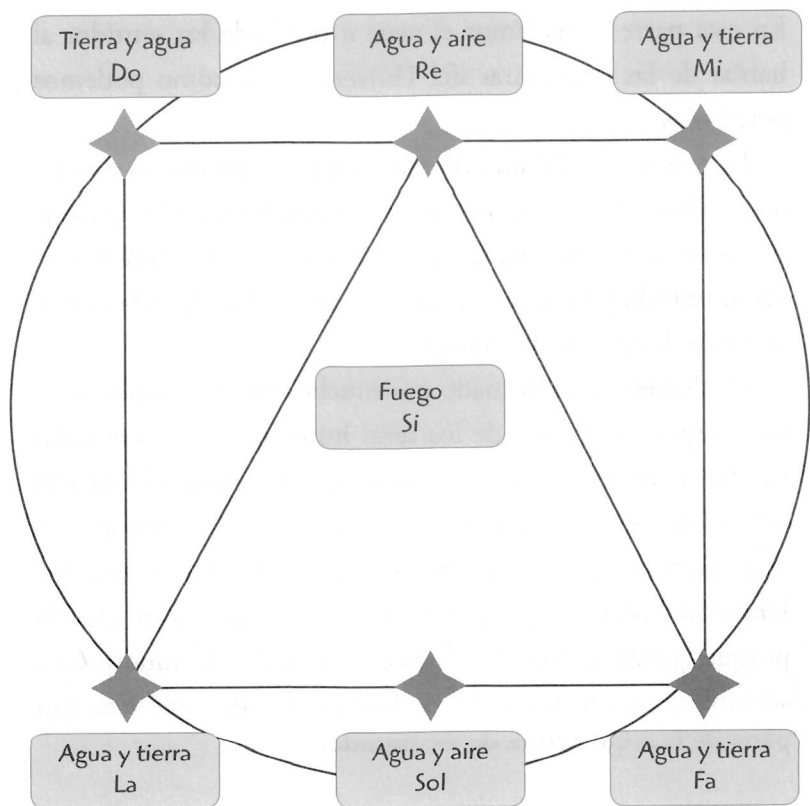 Tierra y agua
Do
Agua y aire
Re
Agua y tierra
Mi
Fuego
Si
Agua y tierra
La
Agua y aire
Sol
Agua y tierra
Fa